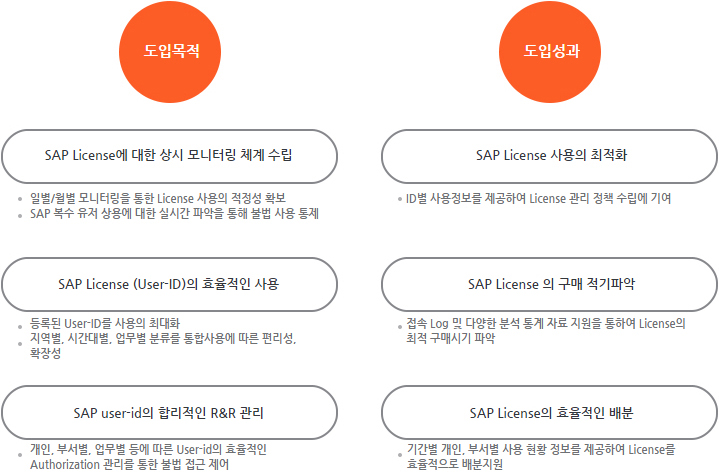 도입목적
SAP License에 대한 상시 모니터링 체계 수립
일별/월별 모니터링을 통한 License 사용의 적정성 확보
SAP 복수 유저 상용에 대한 실시간 파악을 통해 불법 사용 통제
SAP License (User-ID)의 효율적인 사용
등록된 User-ID를 사용의 최대화
지역별, 시간대별, 업무별 분류를 통합사용에 따른 편리성,
확장성
SAP user-id의 합리적인 R&R 관리
개인, 부서별, 업무별 등에 따른 User-id의 효율적인
Authorization 관리를 통한 불법 접근 제어
도입성과
SAP License 사용의 최적화
ID별 사용정보를 제공하여 License 관리 정책 수립에 기여
SAP License 의 구매 적기파악
접속 Log 및 다양한 분석 통계 자료 지원을 통하여 License의
최적 구매시기 파악
SAP License의 효율적인 배분
기간별 개인, 부서별 사용 현황 정보를 제공하여 License를
효율적으로 배분지원